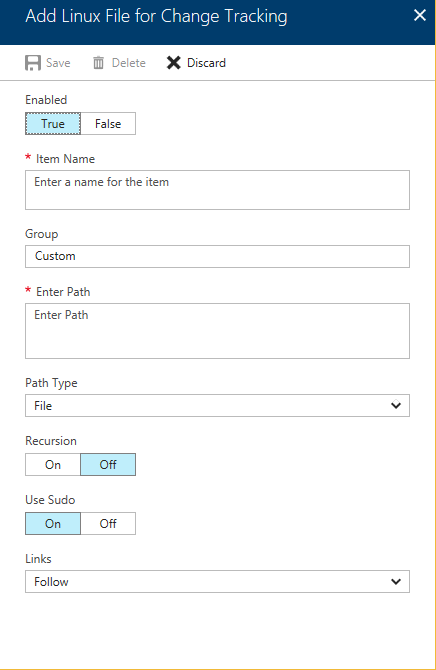 Add Linux File for Change Tracking
Save Delete Discard
Enabled
True False
* Item Name
Enter a name for the item
Group
Custom
* Enter Path
Enter Path
Path Type
File
Recursion
On Off
Use Sudo
On Off
Links
Follow